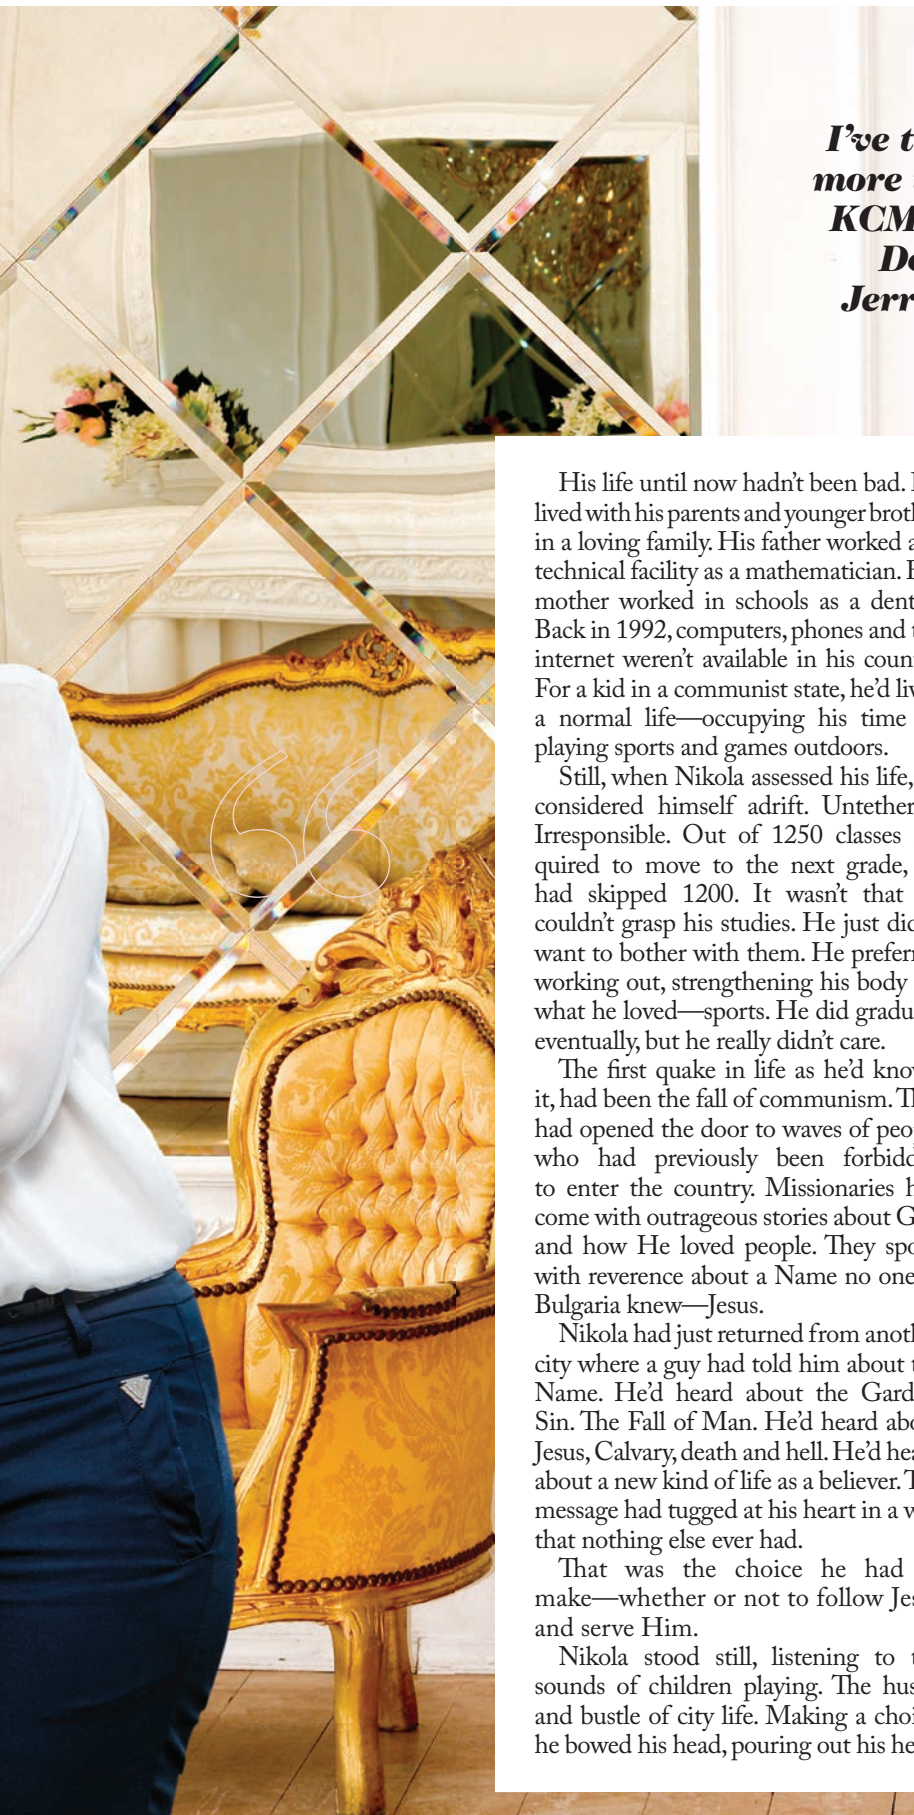 I've t
more
KCM
De
Jerr
His life until now hadn't been bad.
lived with his parents and younger broth
in a loving family. His father worked a
technical facility as a mathematician.
mother worked in schools as a dent
Back in 1992, computers, phones and t
internet weren't available in his coun
For a kid in a communist state, he'd liv
a normal life—occupying his time
playing sports and games outdoors.
Still, when Nikola assessed his life,
considered himself adrift. Untether
Irresponsible. Out of 1250 classes
quired to move to the next grade,
had skipped 1200. It wasn't that
couldn't grasp his studies. He just did
want to bother with them. He preferr
working out, strengthening his body
what he loved—sports. He did gradu
eventually, but he really didn't care.
The first quake in life as he'd know
it, had been the fall of communism. Th
had opened the door to waves of peop
who had previously been forbidd
to enter the country. Missionaries h
come with outrageous stories about G
and how He loved people. They spo
with reverence about a Name no one
Bulgaria knew—Jesus.
Nikola had just returned from anoth
city where a guy had told him about t
Name. He'd heard about the Gard
Sin. The Fall of Man. He'd heard abo
Jesus, Calvary, death and hell. He'd hea
about a new kind of life as a believer. T
message had tugged at his heart in a w
that nothing else ever had.
That was the choice he had
make—whether or not to follow Jes
and serve Him.
Nikola stood still, listening to t
sounds of children playing. The hus
and bustle of city life. Making a choi
he bowed his head, pouring out his he